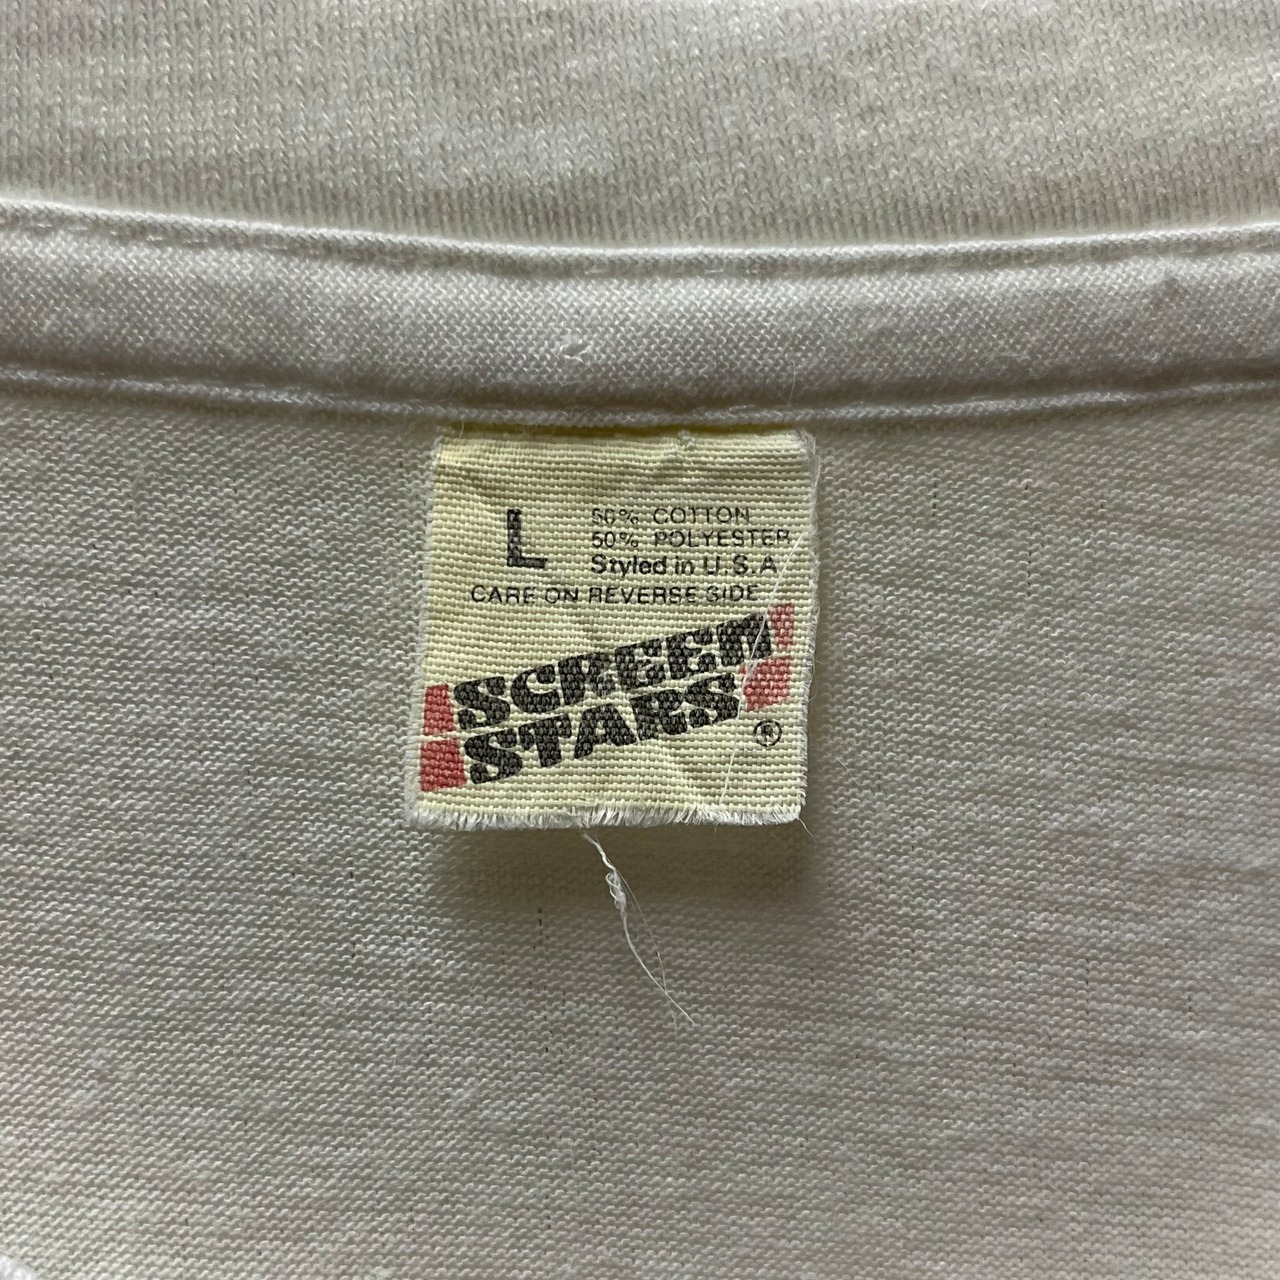 L
50% COTTON
50% POLYESTER
Styled in U.S.A
CARE ON REVERSE SIDE
SCREEN
STARS
®